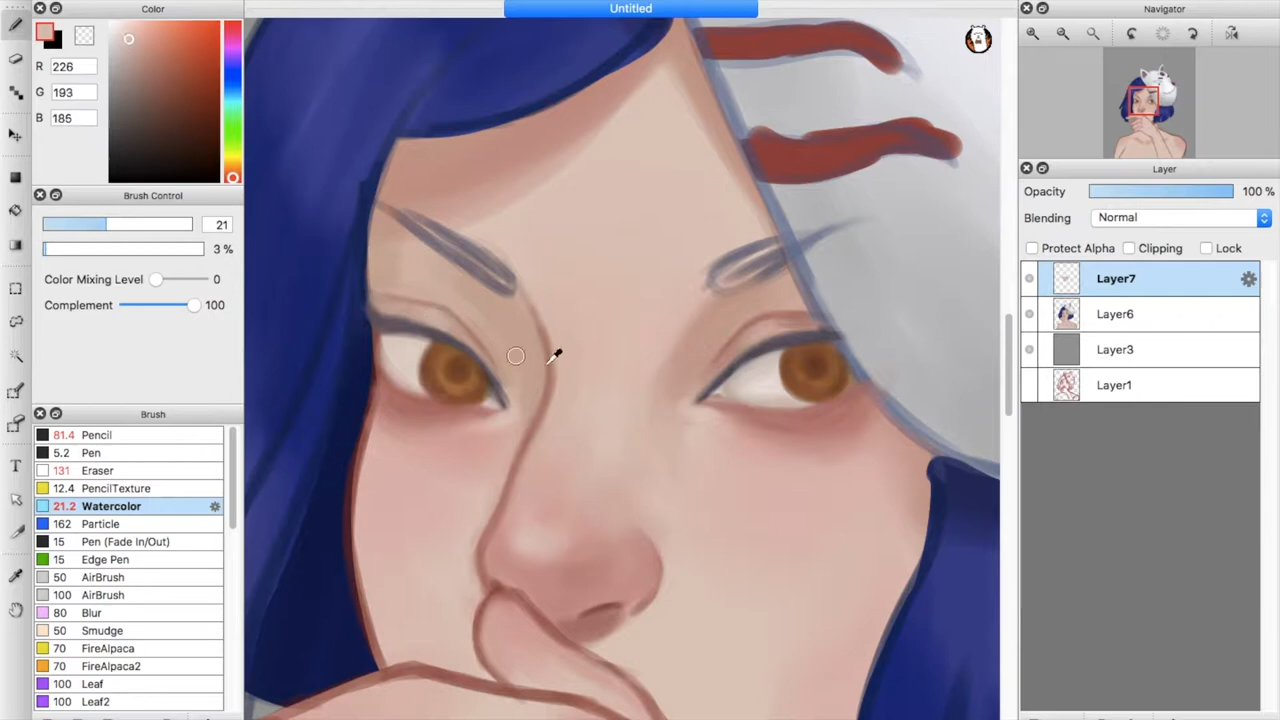 Untitled
Color
R 226
G 193
B 185
Brush Control
21
3 %
Color Mixing Level 0
Complement 100
Brush
81.4 Pencil
5.2 Pen
131 Eraser
12.4 PencilTexture
21.2 Watercolor
162 Particle
15 Pen (Fade In/Out)
15 Edge Pen
50 AirBrush
100 AirBrush
80 Blur
50 Smudge
70 FireAlpaca
70 FireAlpaca2
100 Leaf
100 Leaf2
T
Navigator
Layer
Opacity 100 %
Blending Normal
Protect Alpha Clipping Lock
Layer7
Layer6
Layer3
Layer1